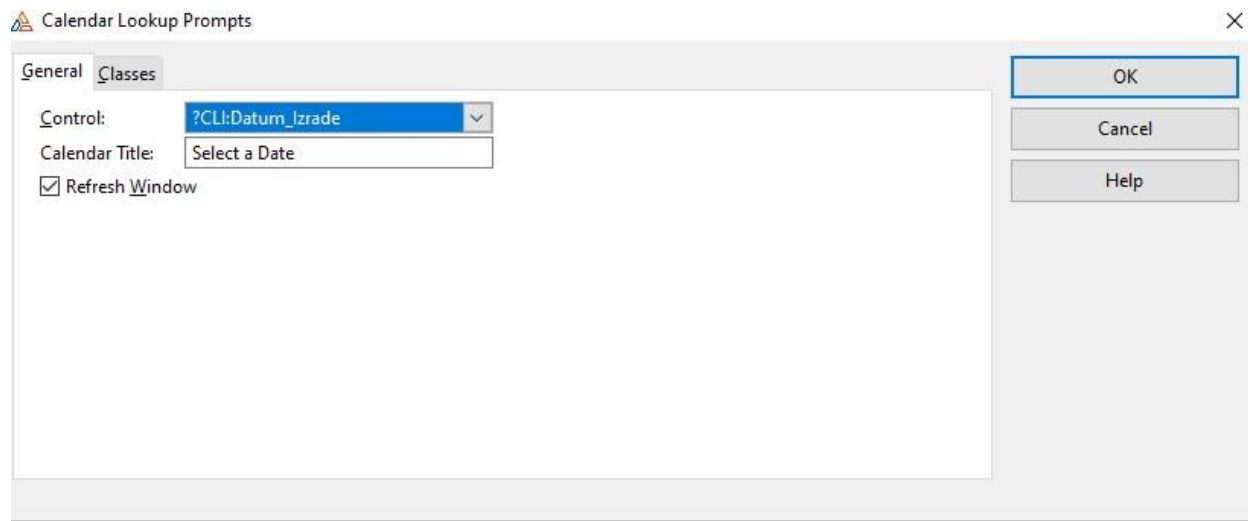 Calendar Lookup Prompts
General Classes
OK
Control: ?CLI:Datum_Izrade
Cancel
Calendar Title: Select a Date
Refresh Window
Help